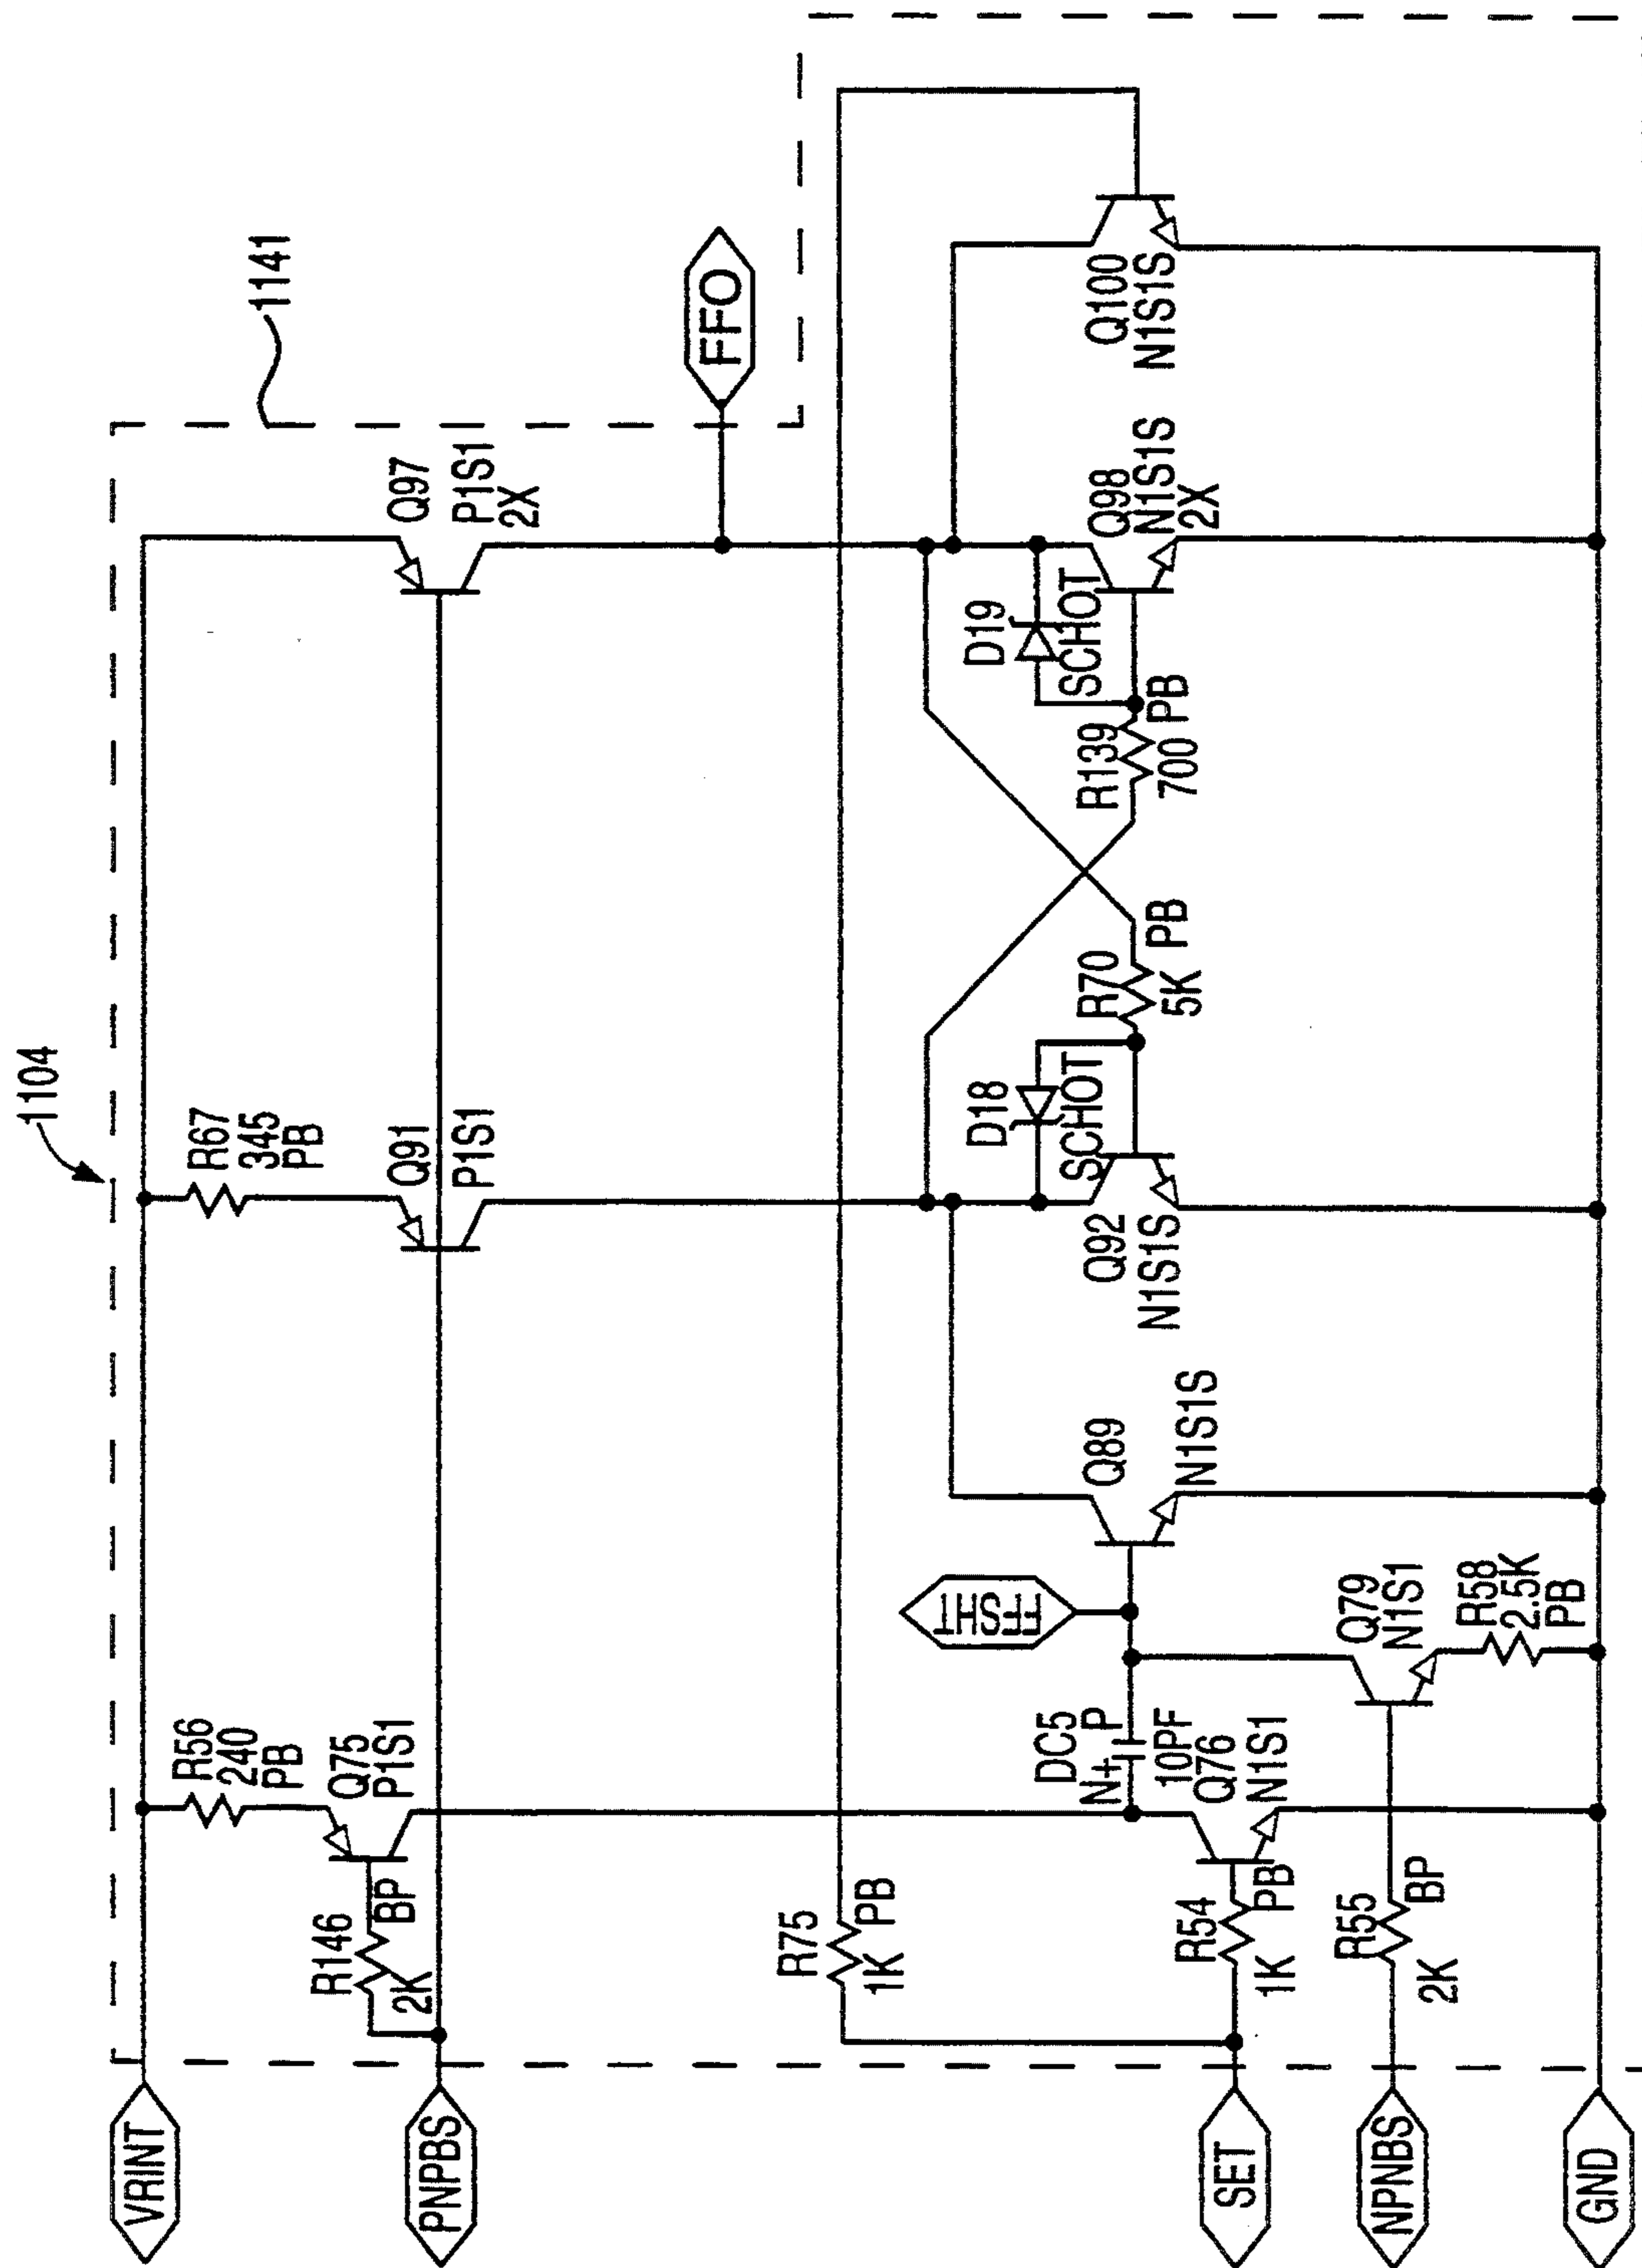 1104
1141
VRINT
PNPBS
SET
NPNBS
GND
R146
2K
BP
R56
240
PB
Q75
P1S1
R67
345
PB
Q91
P1S1
Q97
P1S1
2X
FFO
R75
1K
PB
R54
1K
PB
R55
2K
BP
DC5
N+ P
10PF
Q76
N1S1
FFSHT
Q79
N1S1
R58
2.5K
PB
Q89
N1S1S
Q92
N1S1S
D18
SCHOT
R70
5K
PB
R139
700
PB
D19
SCHOT
Q98
N1S1S
2X
Q100
N1S1S